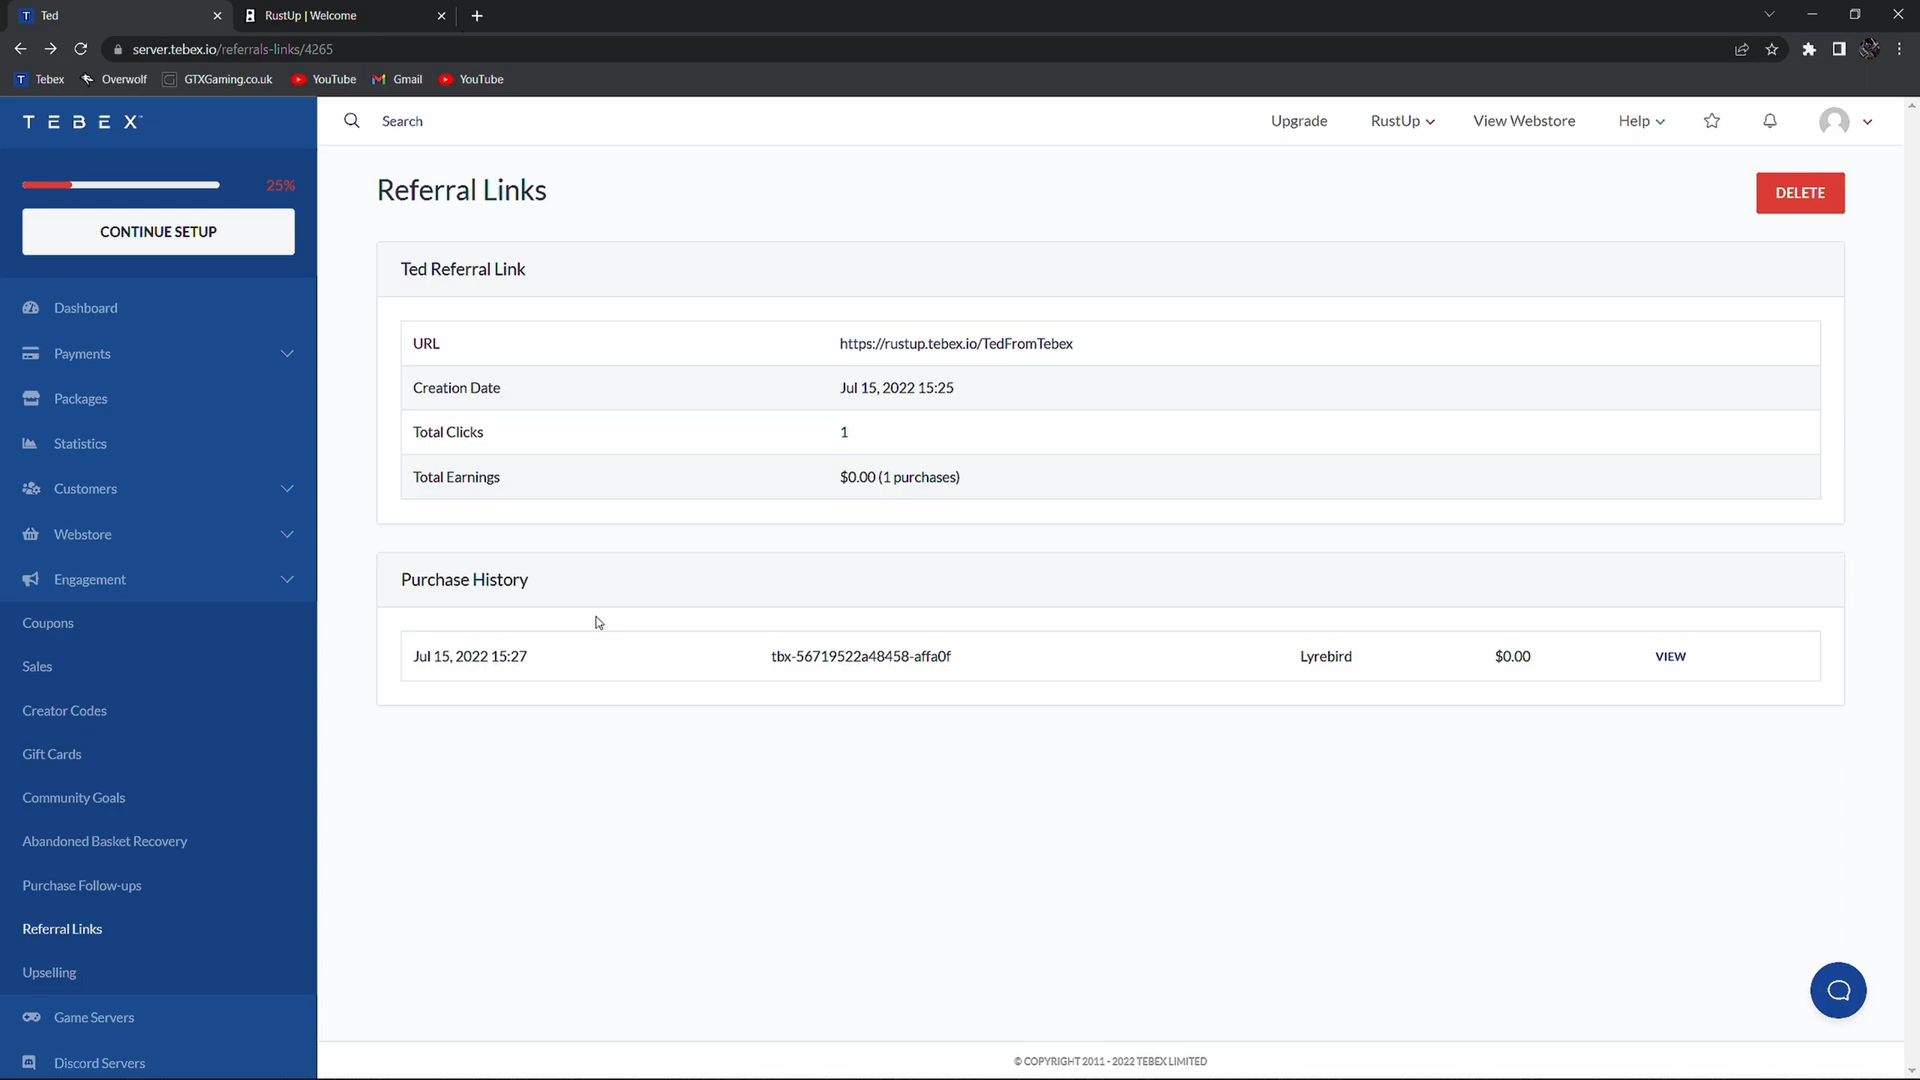 Ted
RustUp | Welcome
server.tebex.io/referrals-links/4265
Tebex
Overwolf
GTXGaming.co.uk
YouTube
Gmail
YouTube
TEBEX™
Search
Upgrade
RustUp
View Webstore
Help
25%
CONTINUE SETUP
Dashboard
Payments
Packages
Statistics
Customers
Webstore
Engagement
Coupons
Sales
Creator Codes
Gift Cards
Community Goals
Abandoned Basket Recovery
Purchase Follow-ups
Referral Links
Upselling
Game Servers
Discord Servers
Referral Links
DELETE
Ted Referral Link
URL https://rustup.tebex.io/TedFromTebex
Creation Date Jul 15, 2022 15:25
Total Clicks 1
Total Earnings $0.00 (1 purchases)
Purchase History
Jul 15, 2022 15:27 tbx-56719522a48458-affa0f Lyrebird $0.00 VIEW
© COPYRIGHT 2011 - 2022 TEBEX LIMITED